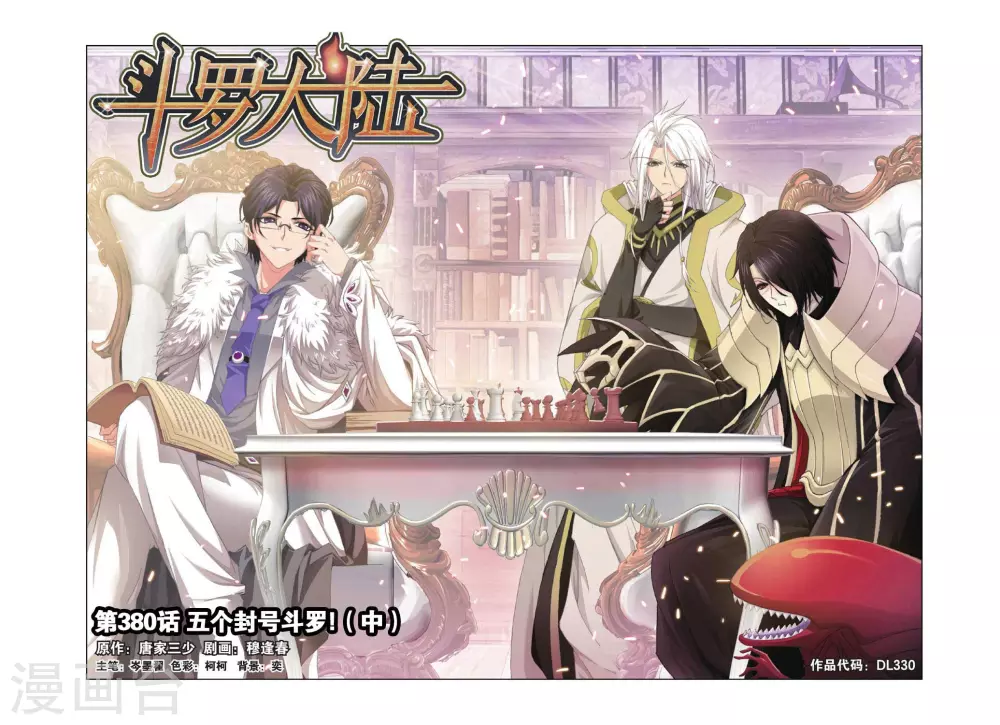 斗罗大陆
第380话 五个封号斗罗!(中)
原作：唐家三少 剧画：穆逢春
主笔：岑墨濡 色彩：柯柯 背景：奕
作品代码：DL330
漫画台